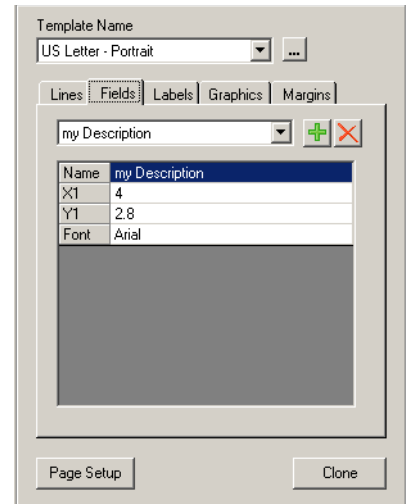 Template Name
US Letter - Portrait ...
Lines Fields Labels Graphics Margins
my Description
Name my Description
X1 4
Y1 2.8
Font Arial
Page Setup Clone